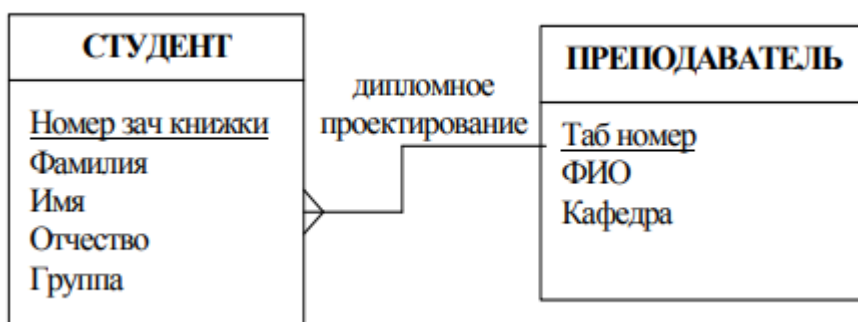 СТУДЕНТ
Номер зач книжки
Фамилия
Имя
Отчество
Группа
дипломное
проектирование
ПРЕПОДАВАТЕЛЬ
Таб номер
ФИО
Кафедра